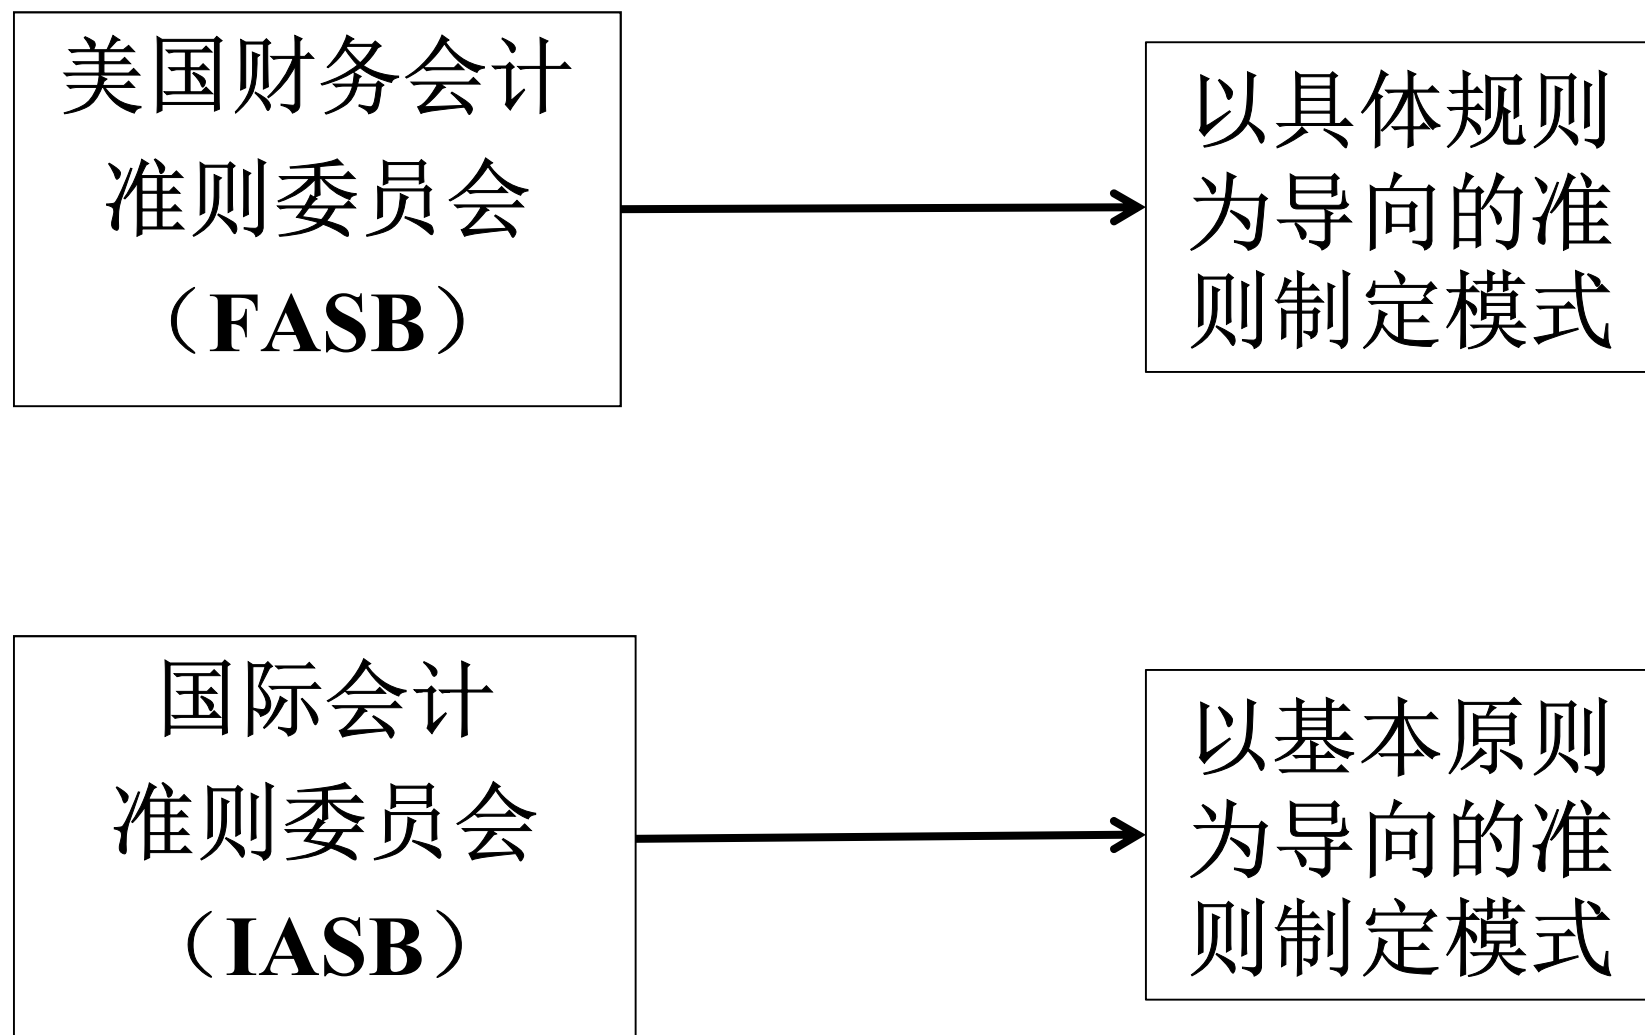 美国财务会计
准则委员会
（FASB）
以具体规则
为导向的准
则制定模式
国际会计
准则委员会
（IASB）
以基本原则
为导向的准
则制定模式